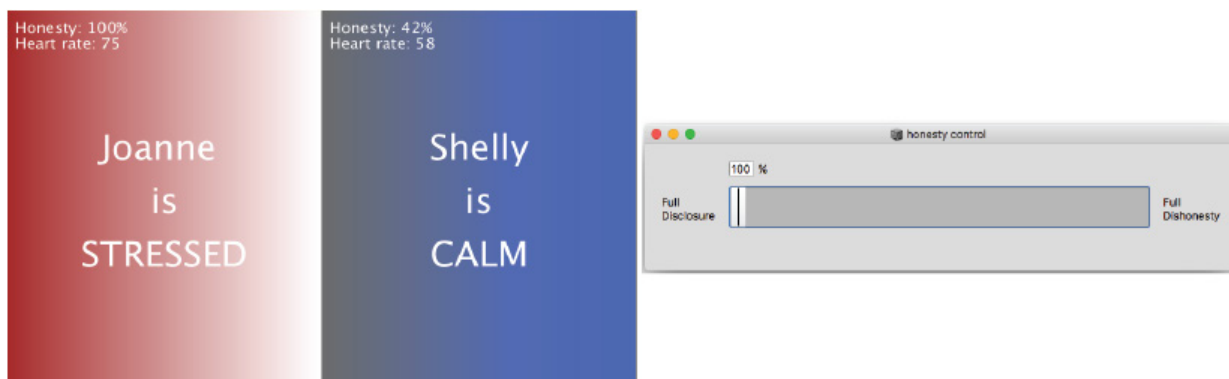 Honesty: 100%
Heart rate: 75
Joanne
is
STRESSED
Honesty: 42%
Heart rate: 58
Shelly
is
CALM
honesty control
100 %
Full
Disclosure
Full
Dishonesty